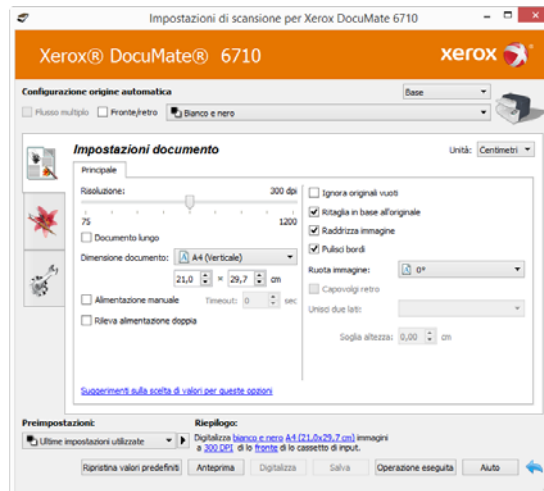 Impostazioni di scansione per Xerox DocuMate 6710
Xerox® DocuMate® 6710
xerox
Configurazione origine automatica
Base
Flusso multiplo
Fronte/retro
Bianco e nero
Impostazioni documento
Unità: Centimetri
Principale
Risoluzione: 300 dpi
75 1200
Documento lungo
Dimensione documento: A4 (Verticale)
21,0 × 29,7 cm
Alimentazione manuale Timeout: 0 sec
Rileva alimentazione doppia
Ignora originali vuoti
Ritaglia in base all'originale
Raddrizza immagine
Pulisci bordi
Ruota immagine: 0°
Capovolgi retro
Unisci due lati:
Soglia altezza: 0,00 cm
Suggerimenti sulla scelta di valori per queste opzioni
Preimpostazioni:
Ultime impostazioni utilizzate
Riepilogo:
Digitalizza bianco e nero A4 (21,0x29,7 cm) immagini
a 300 DPI di lo fronte di lo cassetto di input.
Ripristina valori predefiniti Anteprima Digitalizza Salva Operazione eseguita Aiuto